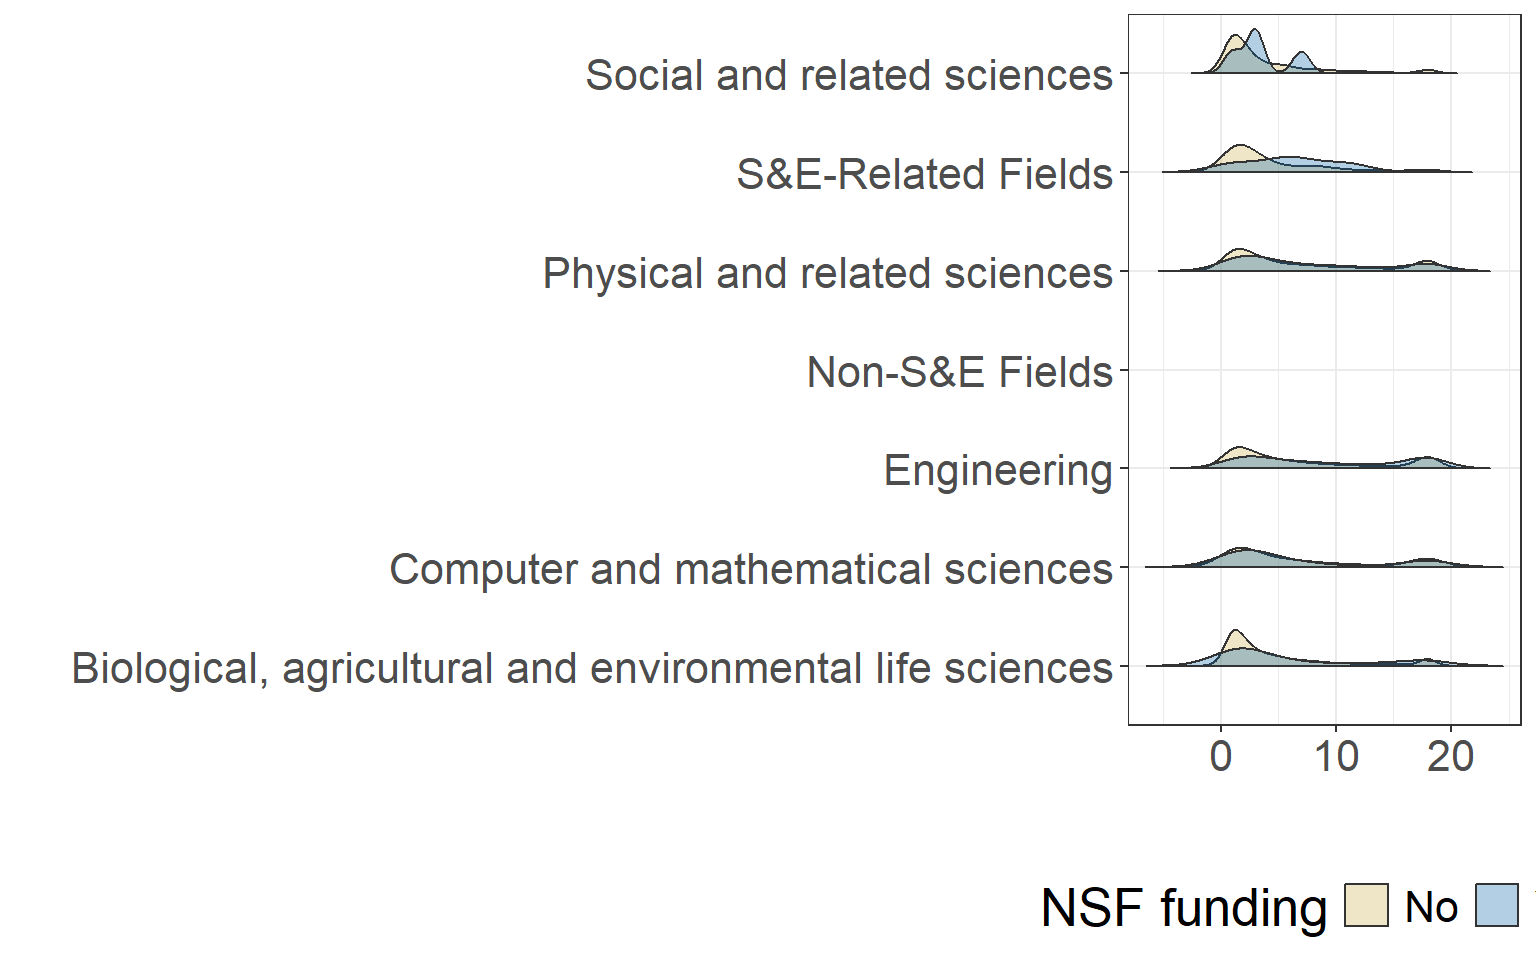 Social and related sciences
S&E-Related Fields
Physical and related sciences
Non-S&E Fields
Engineering
Computer and mathematical sciences
Biological, agricultural and environmental life sciences
0 10 20
NSF funding No